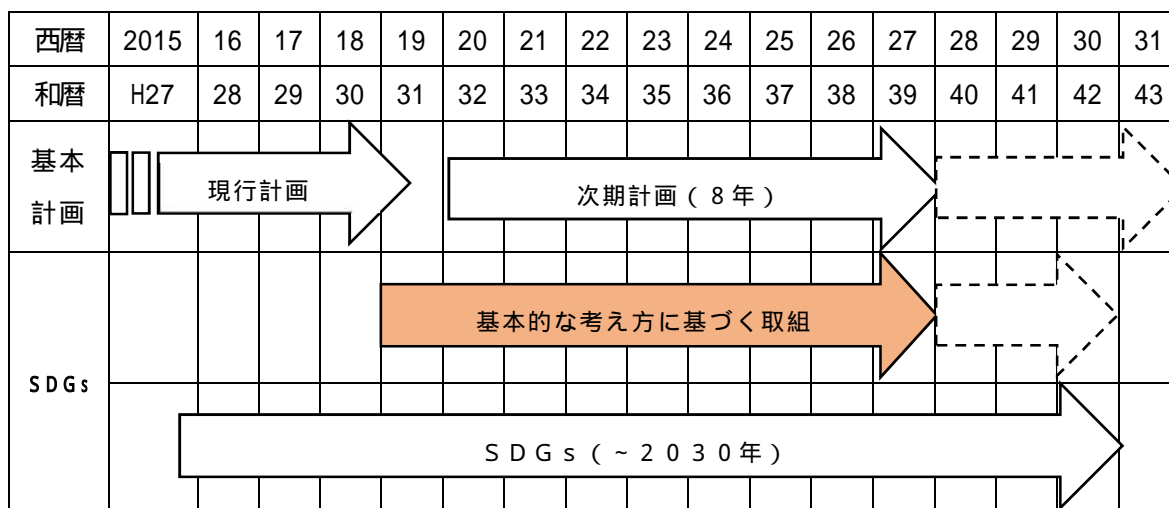 西暦 2015 16 17 18 19 20 21 22 23 24 25 26 27 28 29 30 31
和暦 H27 28 29 30 31 32 33 34 35 36 37 38 39 40 41 42 43
基本
計画
現行計画 次期計画(8年)
基本的な考え方に基づく取組
SDGs
SDGs(~2030年)